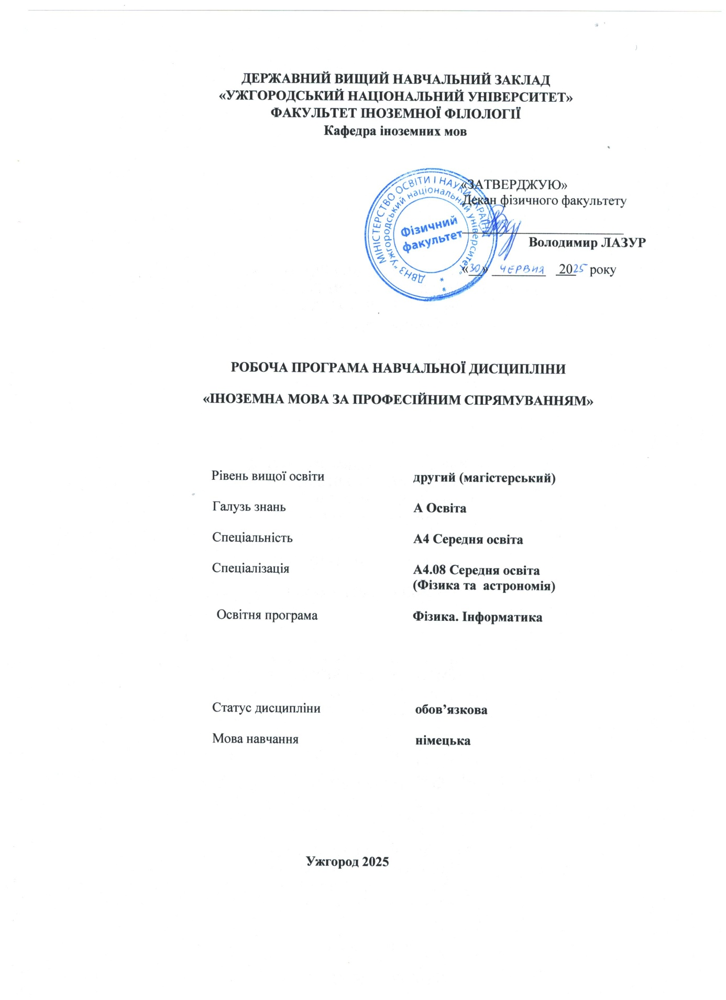 ДЕРЖАВНИЙ ВИЩИЙ НАВЧАЛЬНИЙ ЗАКЛАД
«УЖГОРОДСЬКИЙ НАЦІОНАЛЬНИЙ УНІВЕРСИТЕТ»
ФАКУЛЬТЕТ ІНОЗЕМНОЇ ФІЛОЛОГІЇ
Кафедра іноземних мов
«ЗАТВЕРДЖУЮ»
Декан фізичного факультету
МІНІСТЕРСТВО ОСВІТИ І НАУКИ УКРАЇНИ
ДВНЗ "Ужгородський національний університет"
Фізичний
факультет
* *
Володимир ЛАЗУР
«30» червня 2025 року
РОБОЧА ПРОГРАМА НАВЧАЛЬНОЇ ДИСЦИПЛІНИ
«ІНОЗЕМНА МОВА ЗА ПРОФЕСІЙНИМ СПРЯМУВАННЯМ»
Рівень вищої освіти другий (магістерський)
Галузь знань А Освіта
Спеціальність А4 Середня освіта
Спеціалізація А4.08 Середня освіта
(Фізика та астрономія)
Освітня програма Фізика. Інформатика
Статус дисципліни обов’язкова
Мова навчання німецька
Ужгород 2025